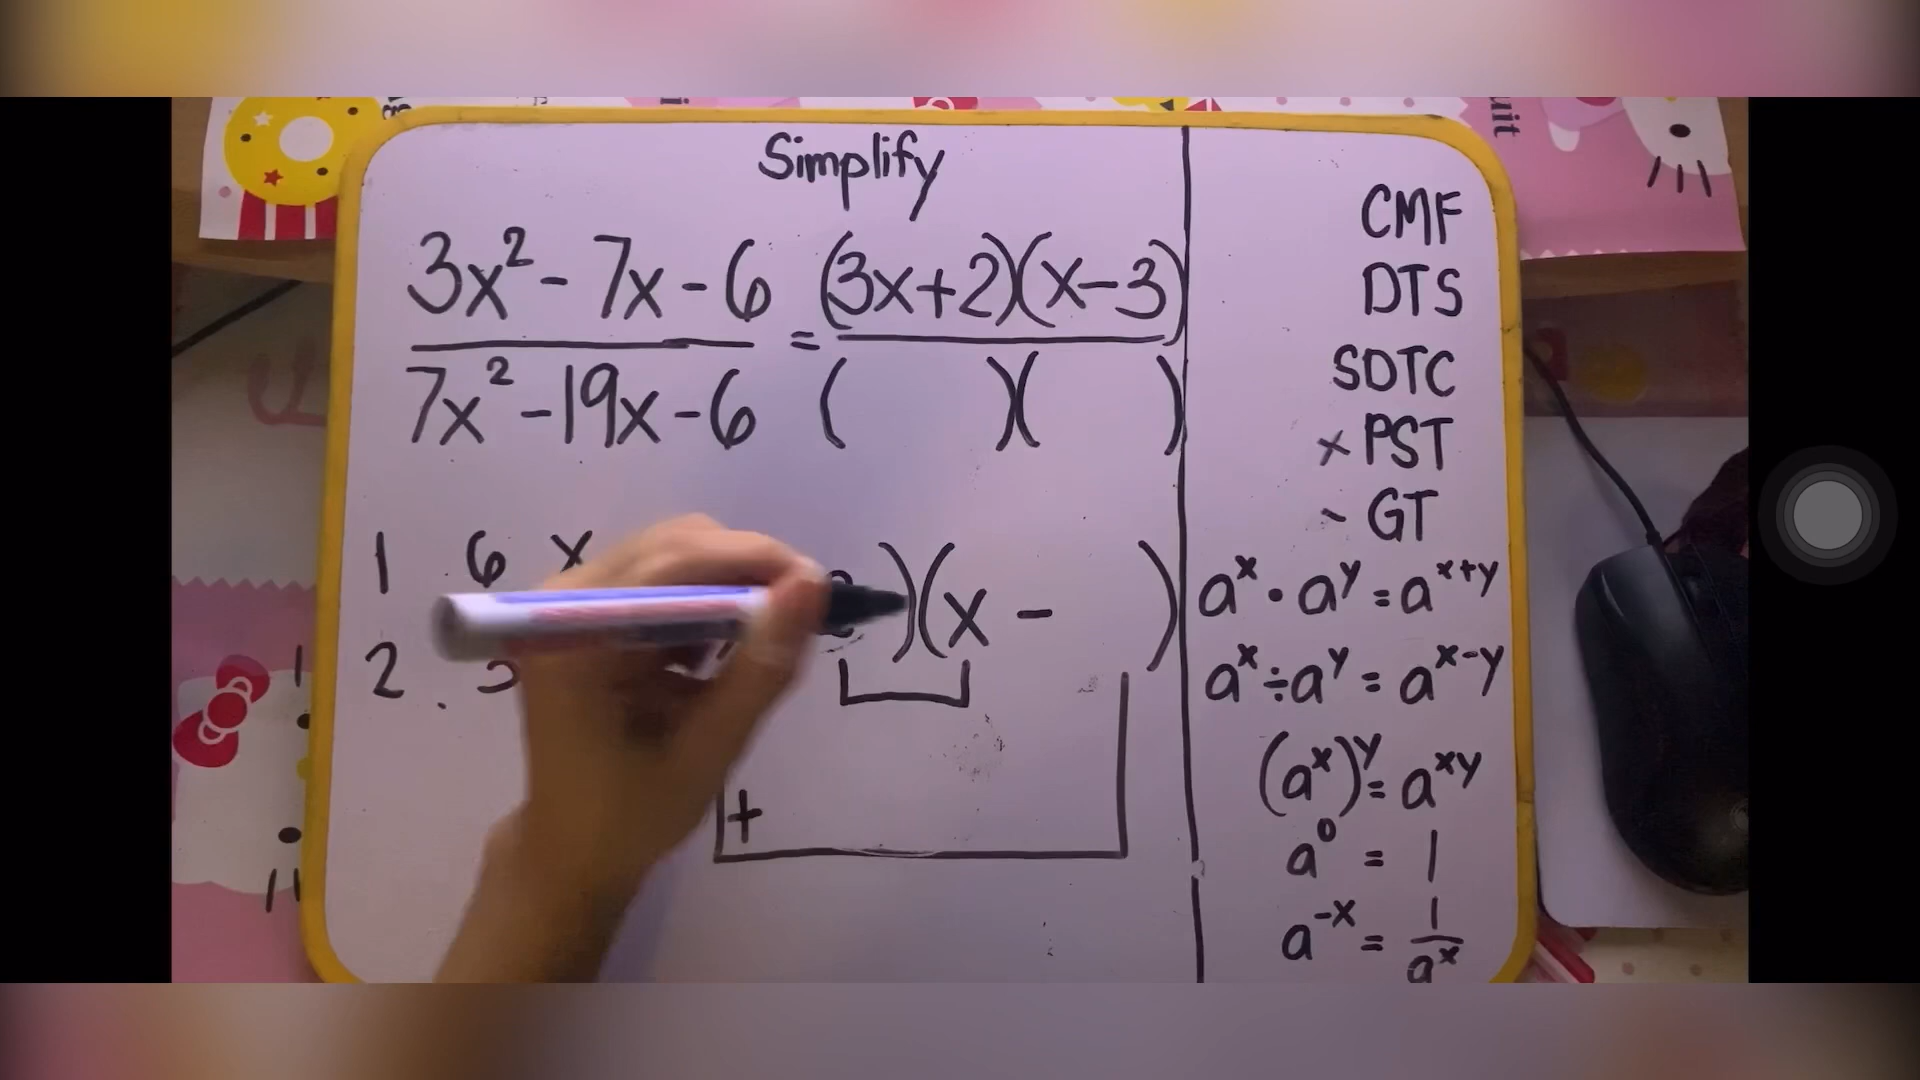 Simplify
3x² - 7x - 6 = (3x+2)(x-3)
7x² - 19x - 6 ( )( )
1 6 x
2 )(x - )
+
CMF
DTS
SDTC
x PST
- GT
aˣ · aʸ = aˣ⁺ʸ
aˣ ÷ aʸ = aˣ⁻ʸ
(aˣ)ʸ = aˣʸ
a⁰ = 1
a⁻ˣ = 1/aˣ
uit